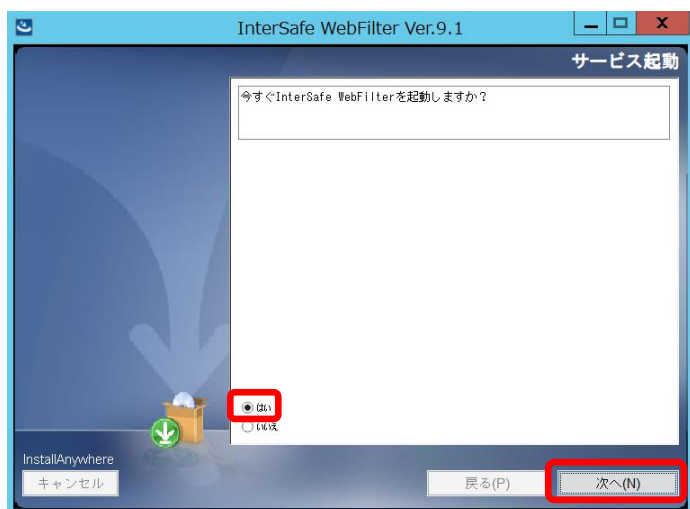 InterSafe WebFilter Ver.9.1
サービス起動
今すぐInterSafe WebFilterを起動しますか？
はい
いいえ
InstallAnywhere
キャンセル
戻る(P)
次へ(N)